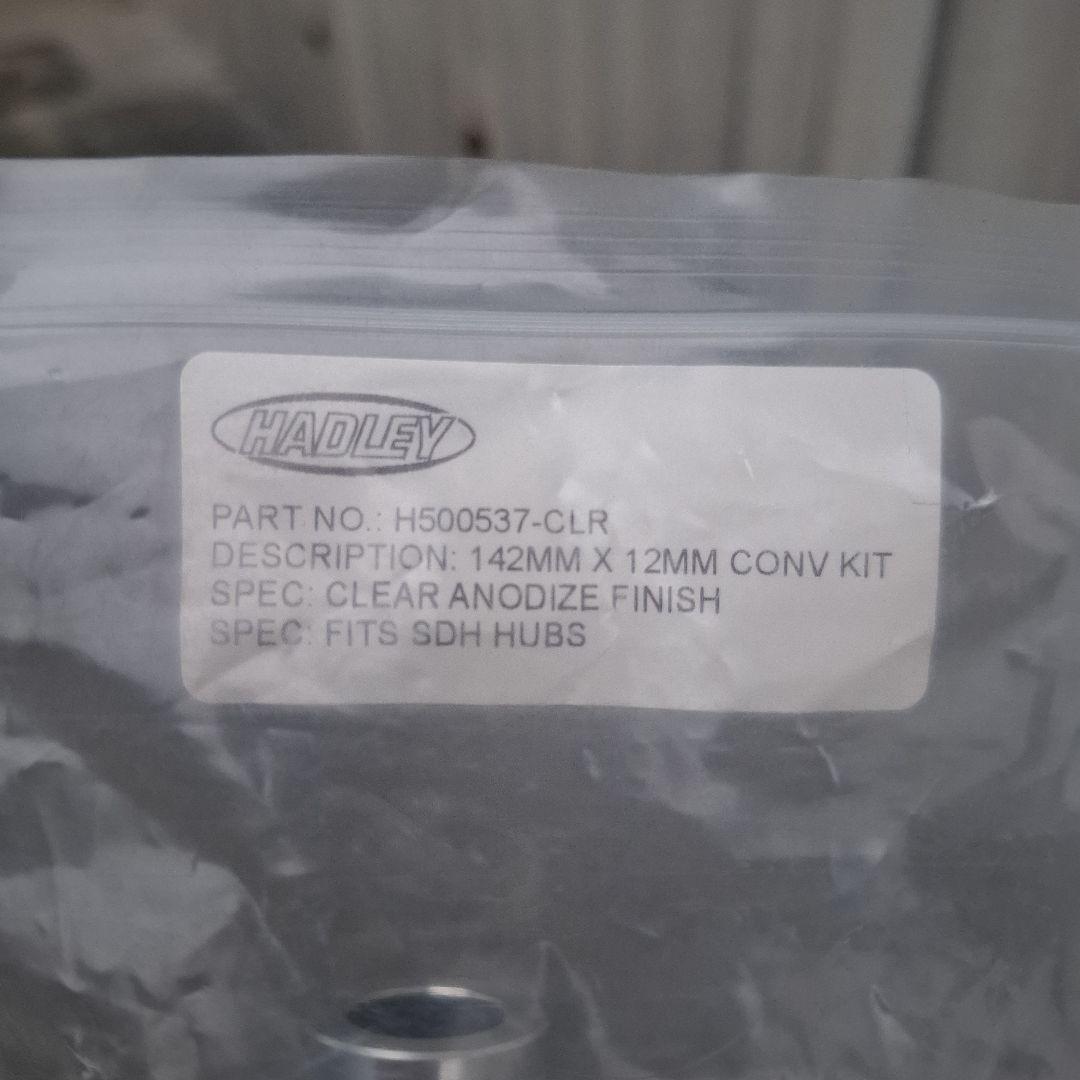 HADLEY
PART NO.: H500537-CLR
DESCRIPTION: 142MM X 12MM CONV KIT
SPEC: CLEAR ANODIZE FINISH
SPEC: FITS SDH HUBS